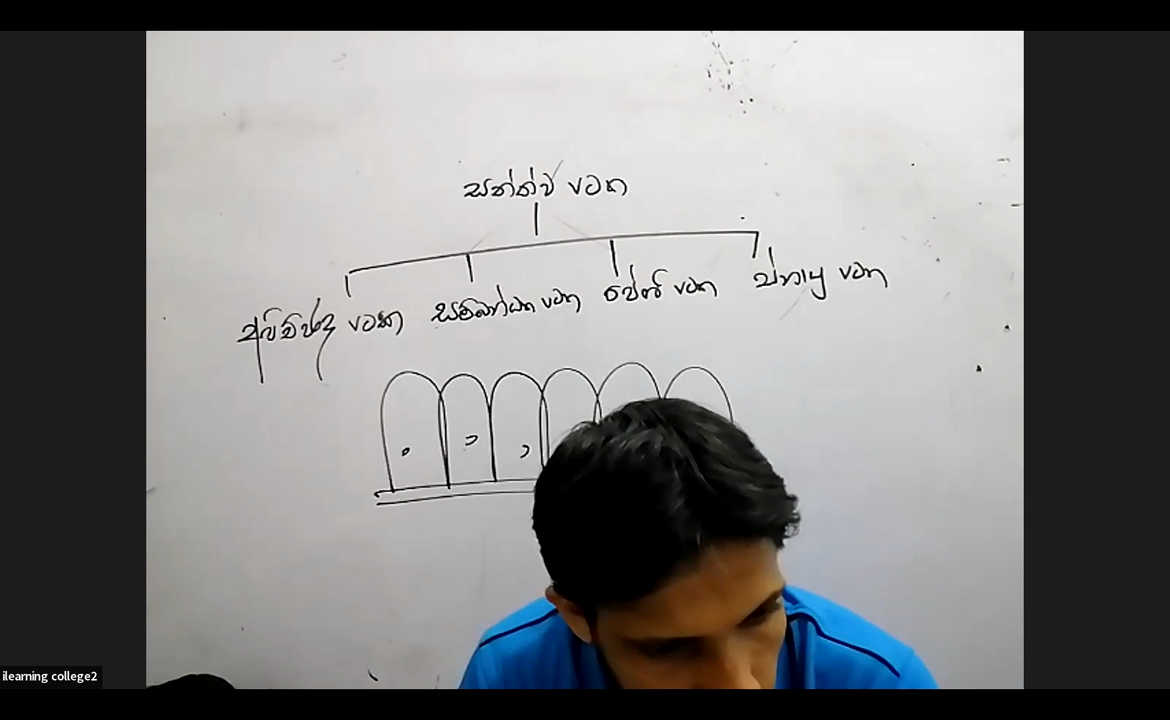 සත්ත්ව පටක
අපිච්ඡද පටක සම්බන්ධක පටක පේශි පටක ස්නායු පටක
ilearning college2